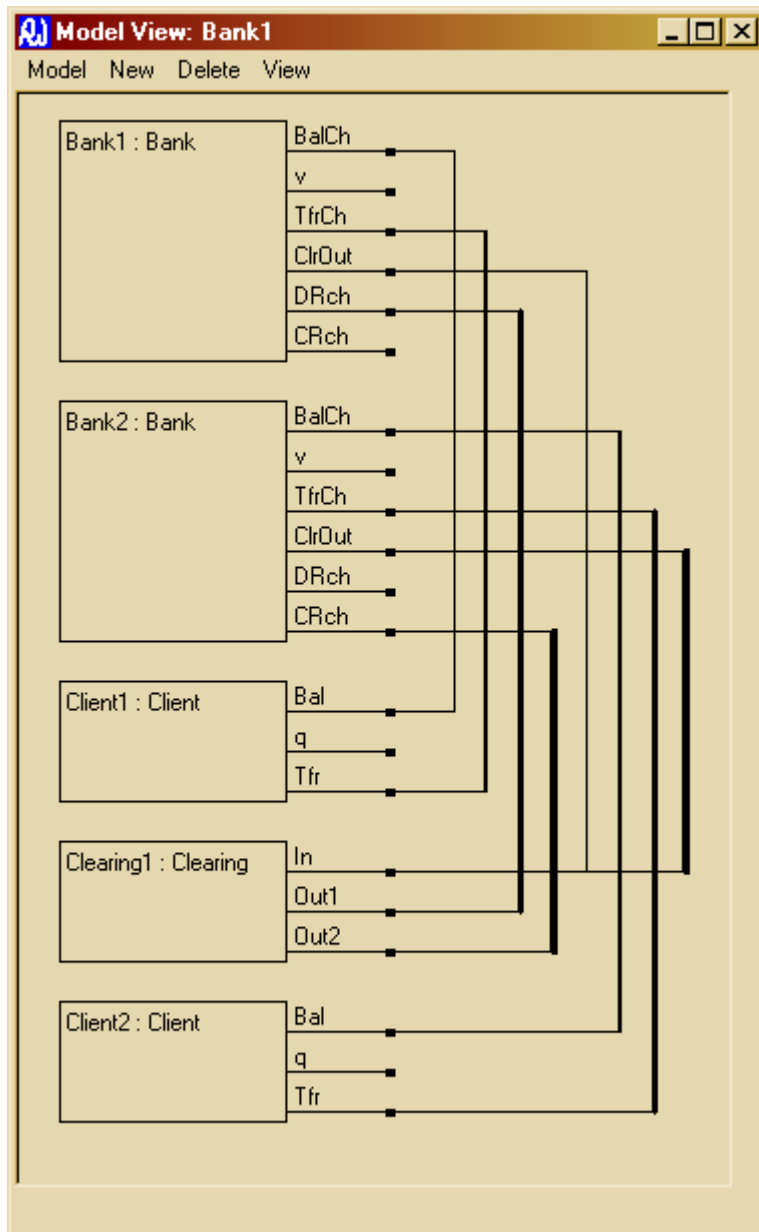 Model View: Bank1
Model New Delete View
Bank1 : Bank
BalCh
v
TfrCh
ClrOut
DRch
CRch
Bank2 : Bank
BalCh
v
TfrCh
ClrOut
DRch
CRch
Client1 : Client
Bal
q
Tfr
Clearing1 : Clearing
In
Out1
Out2
Client2 : Client
Bal
q
Tfr